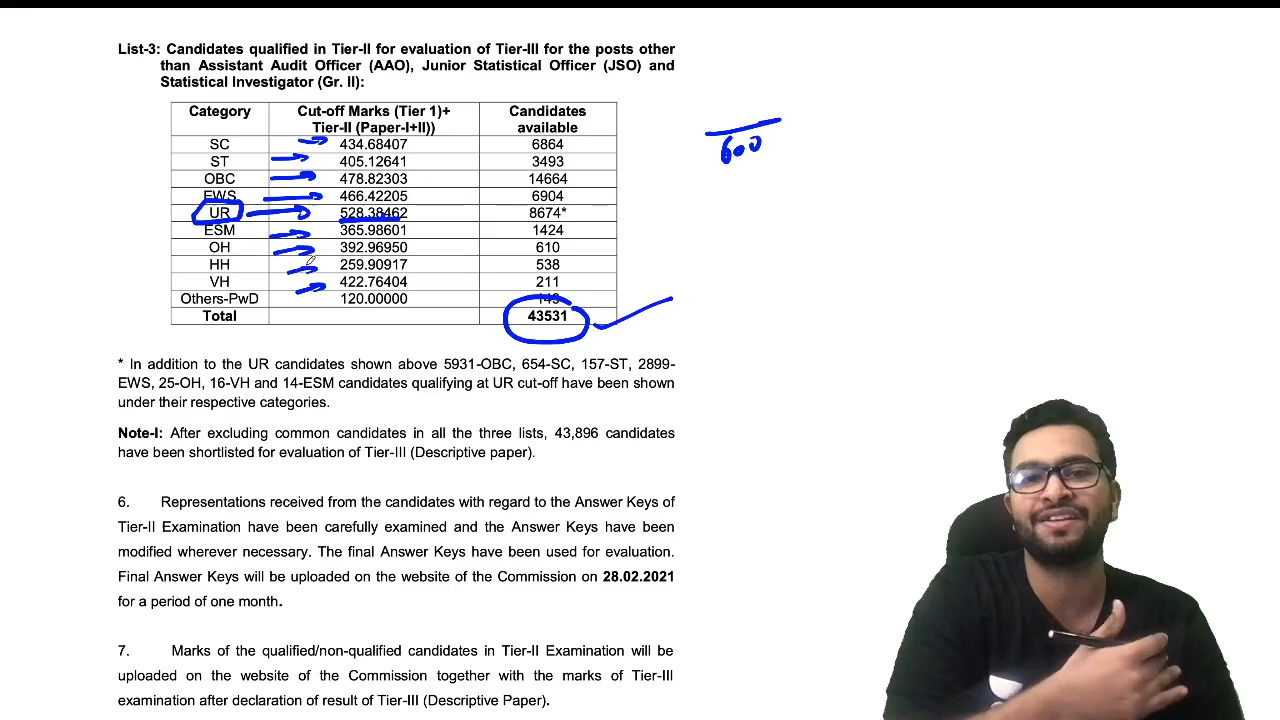 List-3: Candidates qualified in Tier-II for evaluation of Tier-III for the posts other
than Assistant Audit Officer (AAO), Junior Statistical Officer (JSO) and
Statistical Investigator (Gr. II):
Category Cut-off Marks (Tier 1)+ Candidates
Tier-II (Paper-I+II)) available
SC 434.68407 6864
ST 405.12641 3493
OBC 478.82303 14664
EWS 466.42205 6904
UR 528.38462 8674*
ESM 365.98601 1424
OH 392.96950 610
HH 259.90917 538
VH 422.76404 211
Others-PwD 120.00000 149
Total 43531
600
* In addition to the UR candidates shown above 5931-OBC, 654-SC, 157-ST, 2899-
EWS, 25-OH, 16-VH and 14-ESM candidates qualifying at UR cut-off have been shown
under their respective categories.
Note-I: After excluding common candidates in all the three lists, 43,896 candidates
have been shortlisted for evaluation of Tier-III (Descriptive paper).
6. Representations received from the candidates with regard to the Answer Keys of
Tier-II Examination have been carefully examined and the Answer Keys have been
modified wherever necessary. The final Answer Keys have been used for evaluation.
Final Answer Keys will be uploaded on the website of the Commission on 28.02.2021
for a period of one month.
7. Marks of the qualified/non-qualified candidates in Tier-II Examination will be
uploaded on the website of the Commission together with the marks of Tier-III
examination after declaration of result of Tier-III (Descriptive Paper).